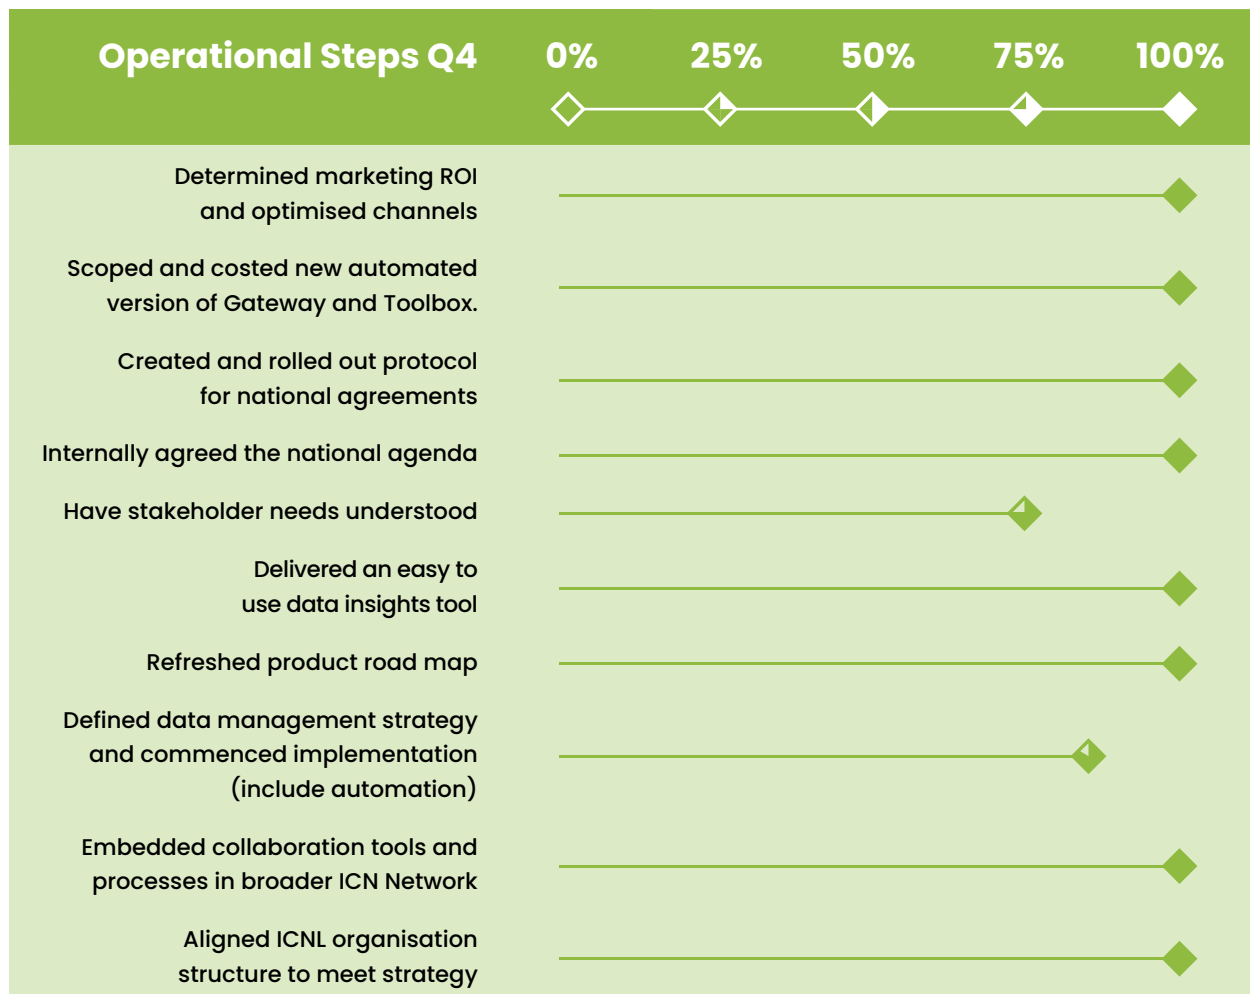 Operational Steps Q4 0% 25% 50% 75% 100%
Determined marketing ROI
and optimised channels
Scoped and costed new automated
version of Gateway and Toolbox.
Created and rolled out protocol
for national agreements
Internally agreed the national agenda
Have stakeholder needs understood
Delivered an easy to
use data insights tool
Refreshed product road map
Defined data management strategy
and commenced implementation
(include automation)
Embedded collaboration tools and
processes in broader ICN Network
Aligned ICNL organisation
structure to meet strategy